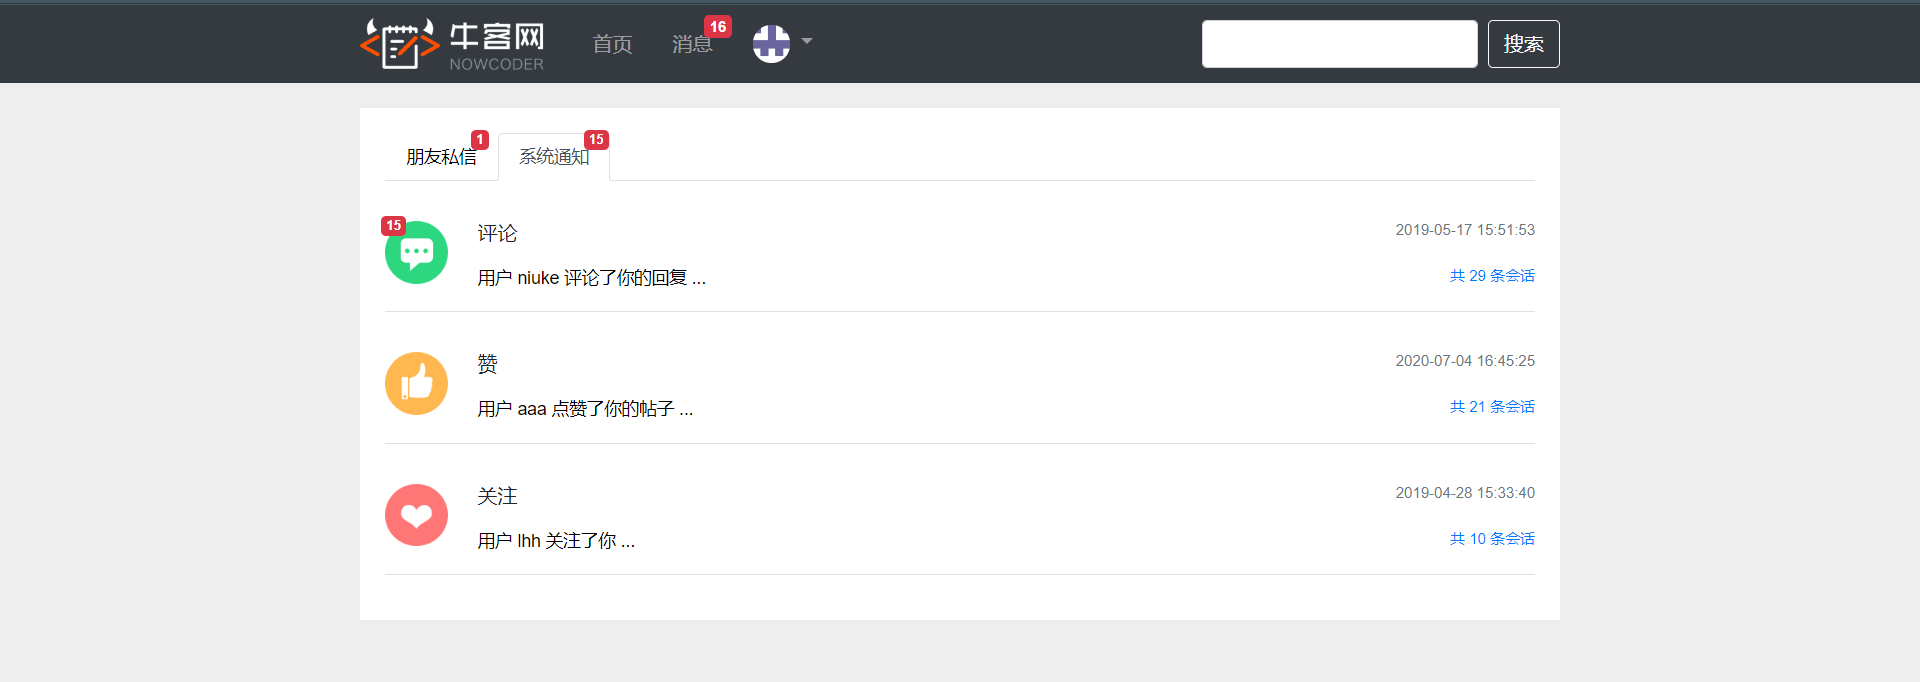 牛客网
NOWCODER
首页
消息 16
搜索
朋友私信 1
系统通知 15
15
评论
2019-05-17 15:51:53
用户 niuke 评论了你的回复 ...
共 29 条会话
赞
2020-07-04 16:45:25
用户 aaa 点赞了你的帖子 ...
共 21 条会话
关注
2019-04-28 15:33:40
用户 lhh 关注了你 ...
共 10 条会话